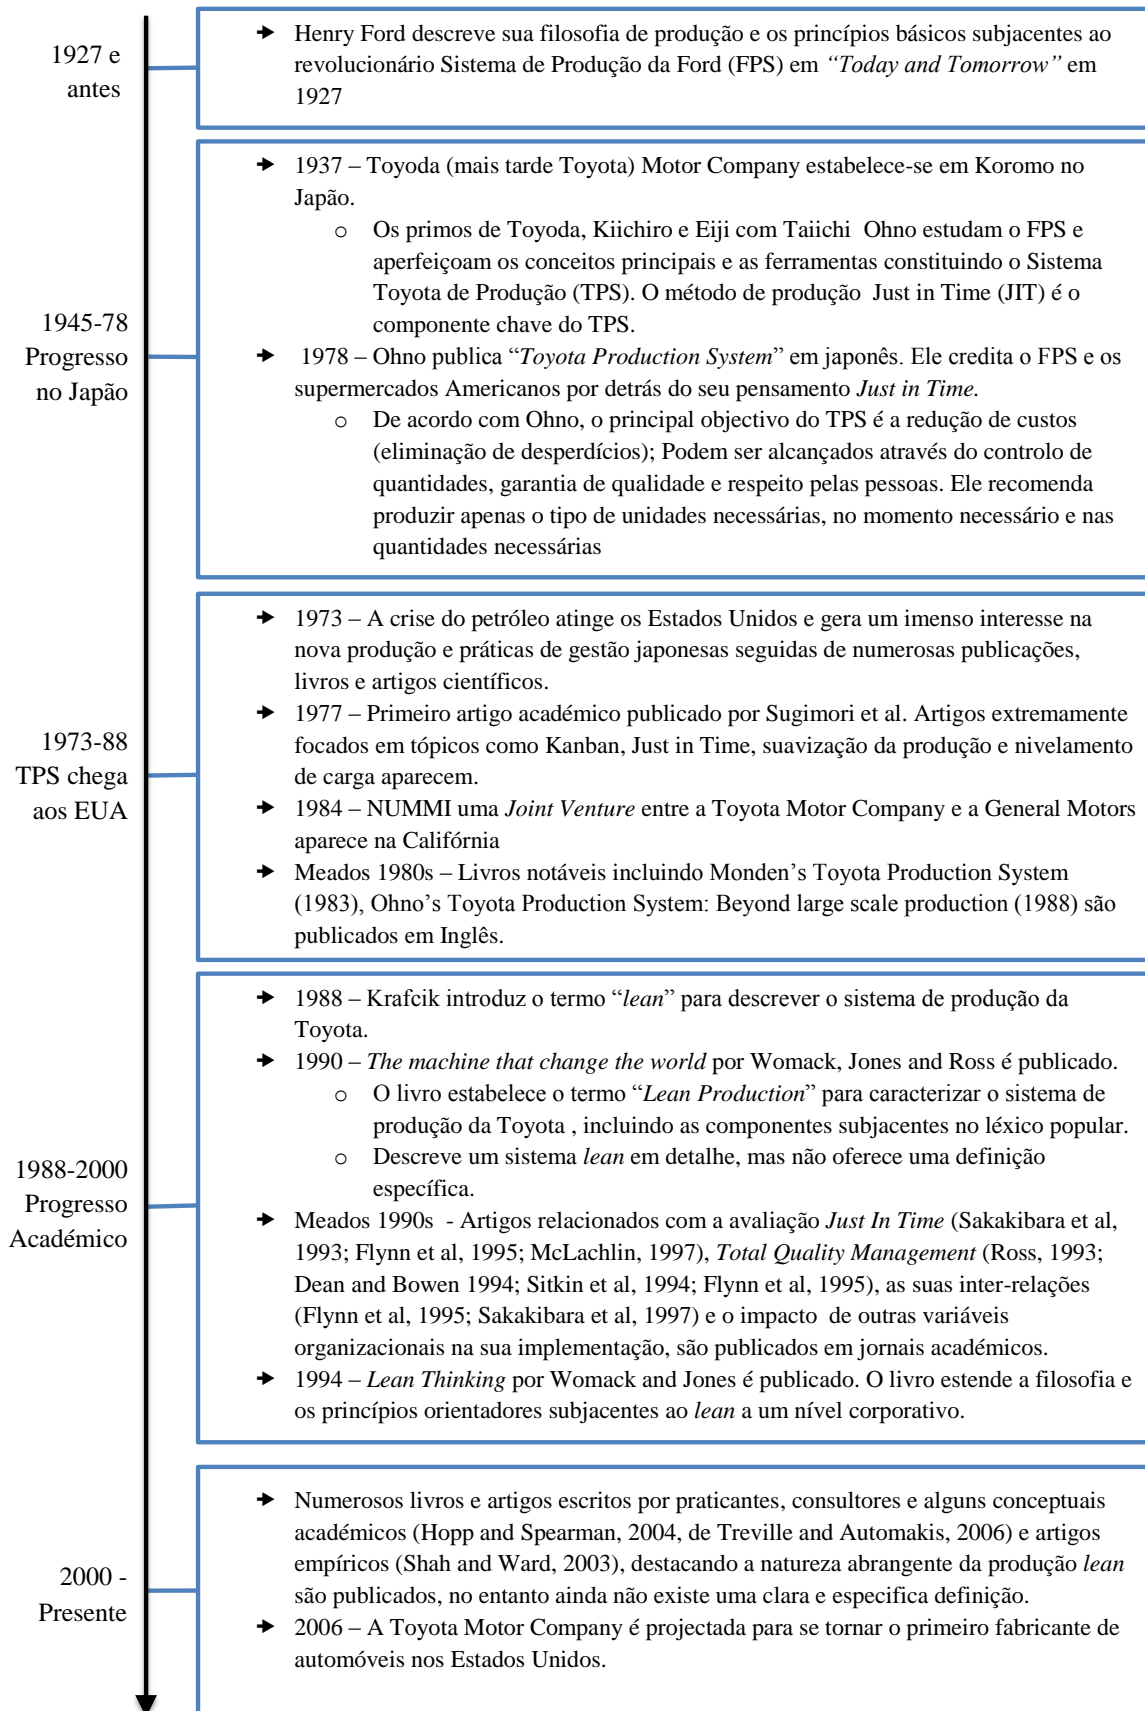 1927 e
antes
➔ Henry Ford descreve sua filosofia de produção e os princípios básicos subjacentes ao
revolucionário Sistema de Produção da Ford (FPS) em “Today and Tomorrow” em
1927
1945-78
Progresso
no Japão
➔ 1937 – Toyoda (mais tarde Toyota) Motor Company estabelece-se em Koromo no
Japão.
o Os primos de Toyoda, Kiichiro e Eiji com Taiichi Ohno estudam o FPS e
aperfeiçoam os conceitos principais e as ferramentas constituindo o Sistema
Toyota de Produção (TPS). O método de produção Just in Time (JIT) é o
componente chave do TPS.
➔ 1978 – Ohno publica “Toyota Production System” em japonês. Ele credita o FPS e os
supermercados Americanos por detrás do seu pensamento Just in Time.
o De acordo com Ohno, o principal objectivo do TPS é a redução de custos
(eliminação de desperdícios); Podem ser alcançados através do controlo de
quantidades, garantia de qualidade e respeito pelas pessoas. Ele recomenda
produzir apenas o tipo de unidades necessárias, no momento necessário e nas
quantidades necessárias
1973-88
TPS chega
aos EUA
➔ 1973 – A crise do petróleo atinge os Estados Unidos e gera um imenso interesse na
nova produção e práticas de gestão japonesas seguidas de numerosas publicações,
livros e artigos científicos.
➔ 1977 – Primeiro artigo académico publicado por Sugimori et al. Artigos extremamente
focados em tópicos como Kanban, Just in Time, suavização da produção e nivelamento
de carga aparecem.
➔ 1984 – NUMMI uma Joint Venture entre a Toyota Motor Company e a General Motors
aparece na Califórnia
➔ Meados 1980s – Livros notáveis incluindo Monden’s Toyota Production System
(1983), Ohno’s Toyota Production System: Beyond large scale production (1988) são
publicados em Inglês.
1988-2000
Progresso
Académico
➔ 1988 – Krafcik introduz o termo “lean” para descrever o sistema de produção da
Toyota.
➔ 1990 – The machine that change the world por Womack, Jones and Ross é publicado.
o O livro estabelece o termo “Lean Production” para caracterizar o sistema de
produção da Toyota , incluindo as componentes subjacentes no léxico popular.
o Descreve um sistema lean em detalhe, mas não oferece uma definição
específica.
➔ Meados 1990s - Artigos relacionados com a avaliação Just In Time (Sakakibara et al,
1993; Flynn et al, 1995; McLachlin, 1997), Total Quality Management (Ross, 1993;
Dean and Bowen 1994; Sitkin et al, 1994; Flynn et al, 1995), as suas inter-relações
(Flynn et al, 1995; Sakakibara et al, 1997) e o impacto de outras variáveis
organizacionais na sua implementação, são publicados em jornais académicos.
➔ 1994 – Lean Thinking por Womack and Jones é publicado. O livro estende a filosofia e
os princípios orientadores subjacentes ao lean a um nível corporativo.
2000 -
Presente
➔ Numerosos livros e artigos escritos por praticantes, consultores e alguns conceptuais
académicos (Hopp and Spearman, 2004, de Treville and Automakis, 2006) e artigos
empíricos (Shah and Ward, 2003), destacando a natureza abrangente da produção lean
são publicados, no entanto ainda não existe uma clara e especifica definição.
➔ 2006 – A Toyota Motor Company é projectada para se tornar o primeiro fabricante de
automóveis nos Estados Unidos.